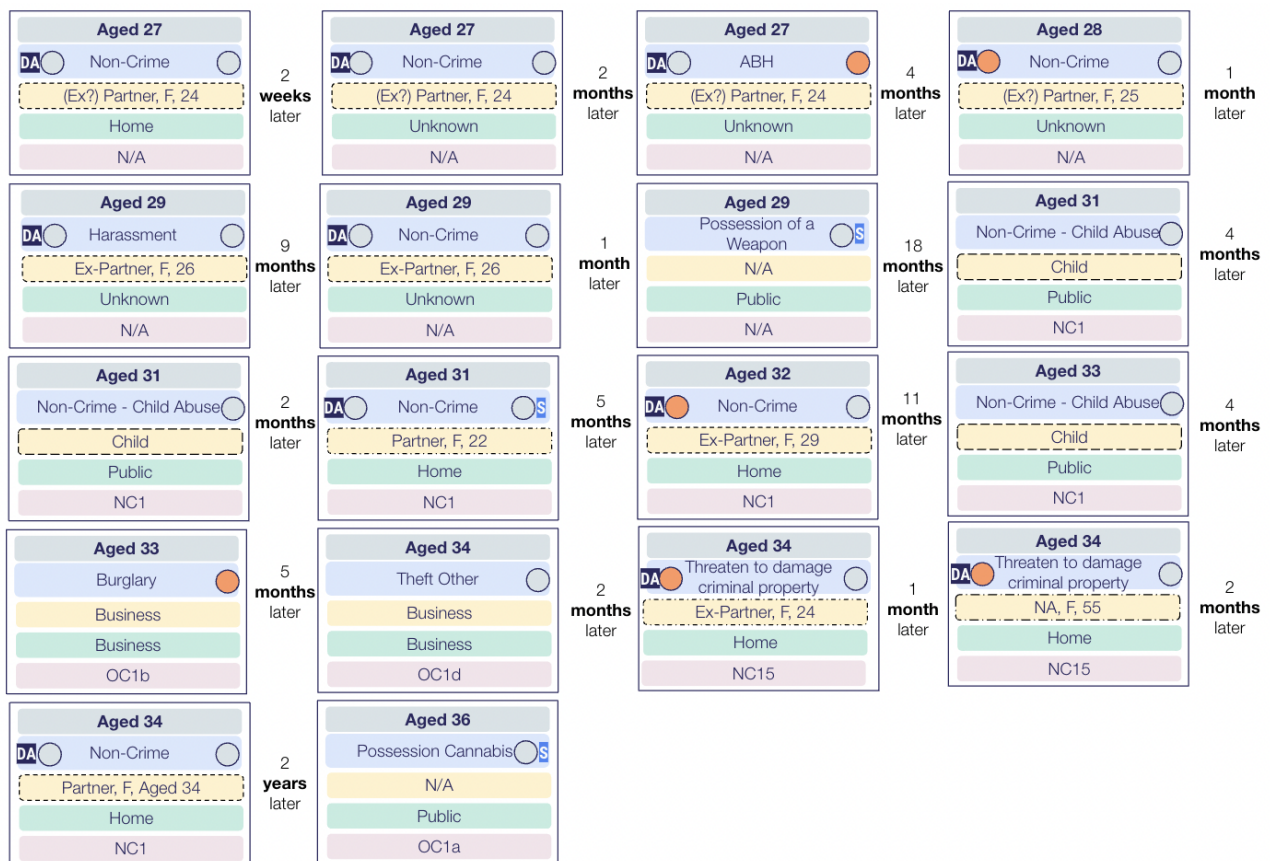 Aged 27
DA Non-Crime
(Ex?) Partner, F, 24
Home
N/A
2
weeks
later
Aged 27
DA Non-Crime
(Ex?) Partner, F, 24
Unknown
N/A
2
months
later
Aged 27
DA ABH
(Ex?) Partner, F, 24
Unknown
N/A
4
months
later
Aged 28
DA Non-Crime
(Ex?) Partner, F, 25
Unknown
N/A
1
month
later
Aged 29
DA Harassment
Ex-Partner, F, 26
Unknown
N/A
9
months
later
Aged 29
DA Non-Crime
Ex-Partner, F, 26
Unknown
N/A
1
month
later
Aged 29
Possession of a
Weapon S
N/A
Public
N/A
18
months
later
Aged 31
Non-Crime - Child Abuse
Child
Public
NC1
4
months
later
Aged 31
Non-Crime - Child Abuse
Child
Public
NC1
2
months
later
Aged 31
DA Non-Crime S
Partner, F, 22
Home
NC1
5
months
later
Aged 32
DA Non-Crime
Ex-Partner, F, 29
Home
NC1
11
months
later
Aged 33
Non-Crime - Child Abuse
Child
Public
NC1
4
months
later
Aged 33
Burglary
Business
Business
OC1b
5
months
later
Aged 34
Theft Other
Business
Business
OC1d
2
months
later
Aged 34
DA Threaten to damage
criminal property
Ex-Partner, F, 24
Home
NC15
1
month
later
Aged 34
DA Threaten to damage
criminal property
NA, F, 55
Home
NC15
2
months
later
Aged 34
DA Non-Crime
Partner, F, Aged 34
Home
NC1
2
years
later
Aged 36
Possession Cannabis S
N/A
Public
OC1a